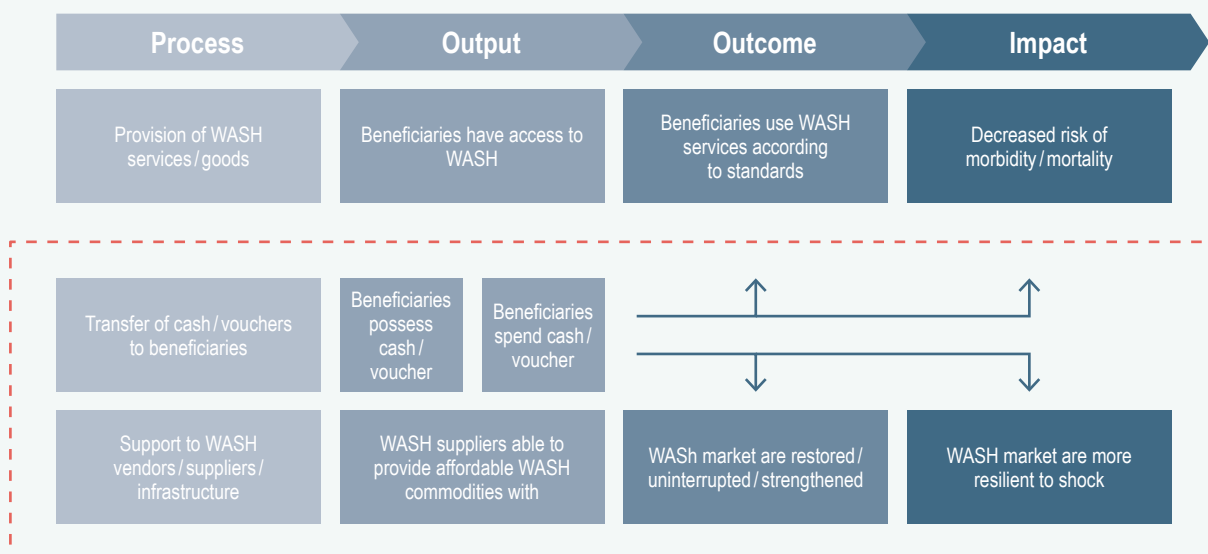 Process
Output
Outcome
Impact
Provision of WASH
services/goods
Beneficiaries have access to
WASH
Beneficiaries use WASH
services according
to standards
Decreased risk of
morbidity/mortality
Transfer of cash/vouchers
to beneficiaries
Beneficiaries
possess
cash/
voucher
Beneficiaries
spend cash/
voucher
Support to WASH
vendors/suppliers/
infrastructure
WASH suppliers able to
provide affordable WASH
commodities with
WASh market are restored/
uninterrupted/strengthened
WASH market are more
resilient to shock